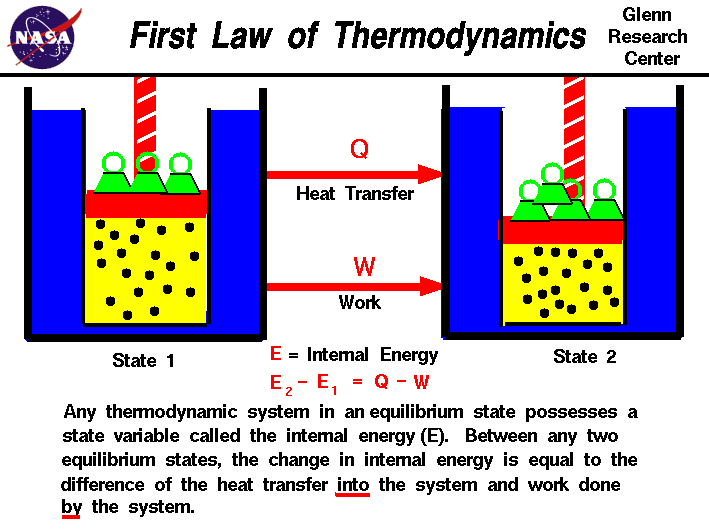 NASA
First Law of Thermodynamics
Glenn
Research
Center
Q
Heat Transfer
W
Work
State 1
State 2
E = Internal Energy
E₂ – E₁ = Q – W
Any thermodynamic system in an equilibrium state possesses a
state variable called the internal energy (E). Between any two
equilibrium states, the change in internal energy is equal to the
difference of the heat transfer into the system and work done
by the system.